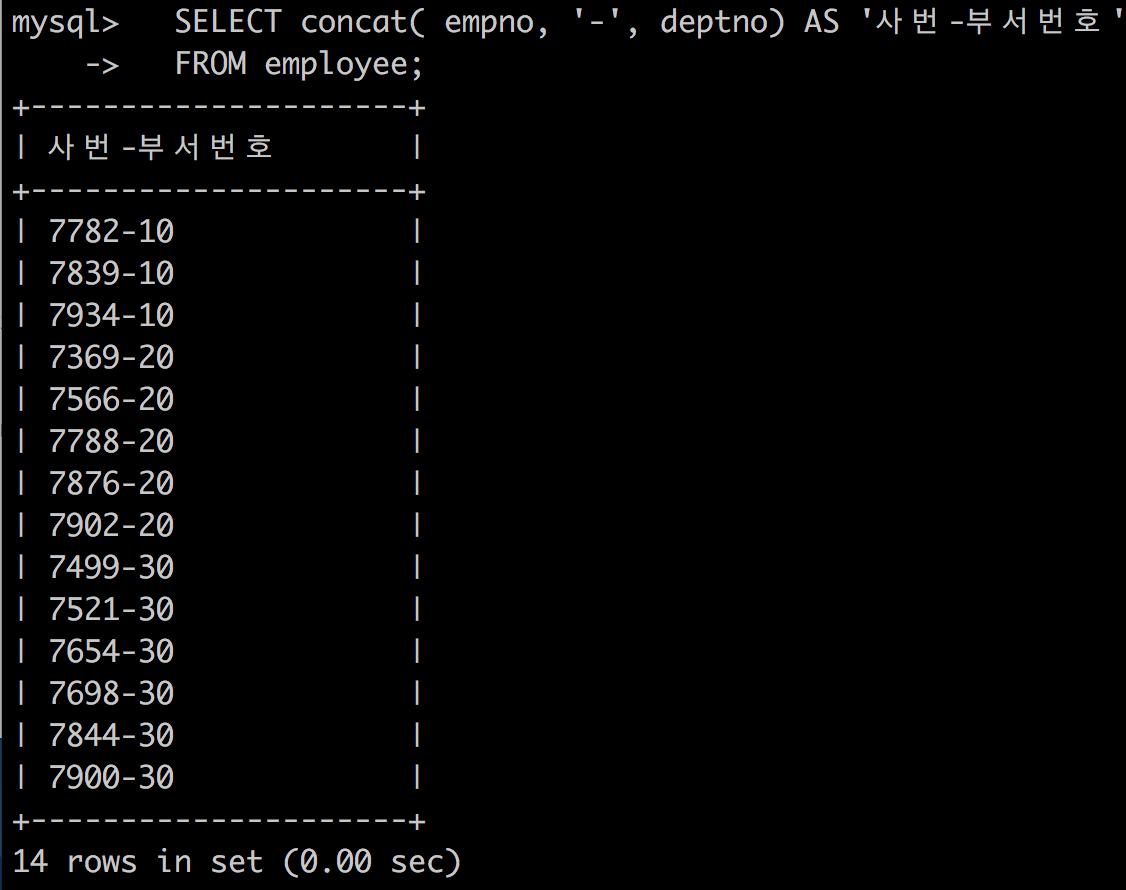 mysql>   SELECT concat( empno, '-', deptno) AS '사번-부서번호'
    ->   FROM employee;
+---------------------+
| 사번-부서번호        |
+---------------------+
| 7782-10             |
| 7839-10             |
| 7934-10             |
| 7369-20             |
| 7566-20             |
| 7788-20             |
| 7876-20             |
| 7902-20             |
| 7499-30             |
| 7521-30             |
| 7654-30             |
| 7698-30             |
| 7844-30             |
| 7900-30             |
+---------------------+
14 rows in set (0.00 sec)